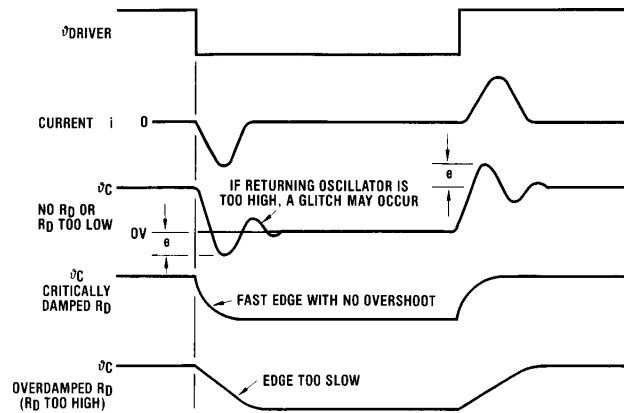 ϑDRIVER
CURRENT i 0
e
ϑC
IF RETURNING OSCILLATOR IS
TOO HIGH, A GLITCH MAY OCCUR
NO RD OR
RD TOO LOW
0V
e
ϑC
CRITICALLY
DAMPED RD
FAST EDGE WITH NO OVERSHOOT
ϑC
OVERDAMPED RD
(RD TOO HIGH)
EDGE TOO SLOW